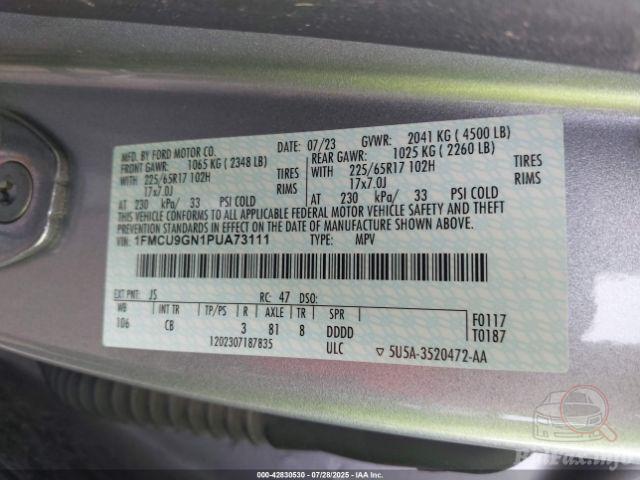 MFD. BY FORD MOTOR CO. DATE: 07/23 GVWR: 2041 KG ( 4500 LB)
FRONT GAWR: 1065 KG ( 2348 LB) REAR GAWR: 1025 KG ( 2260 LB)
WITH 225/65R17 102H TIRES WITH 225/65R17 102H TIRES
17x7.0J RIMS 17x7.0J RIMS
AT 230 kPa/ 33 PSI COLD AT 230 kPa/ 33 PSI COLD
THIS VEHICLE CONFORMS TO ALL APPLICABLE FEDERAL MOTOR VEHICLE SAFETY AND THEFT
PREVENTION STANDARDS IN EFFECT ON THE DATE OF MANUFACTURE SHOWN ABOVE.
VIN: 1FMCU9GN1PUA73111 TYPE: MPV
EXT PNT: JS RC: 47 DSO:
WB INT TR TP/PS R AXLE TR SPR
106 CB 3 81 8 DDDD
1202307187835 ULC
F0117
T0187
▽ 5U5A-3520472-AA
000-42830530 - 07/28/2025 - IAA Inc.